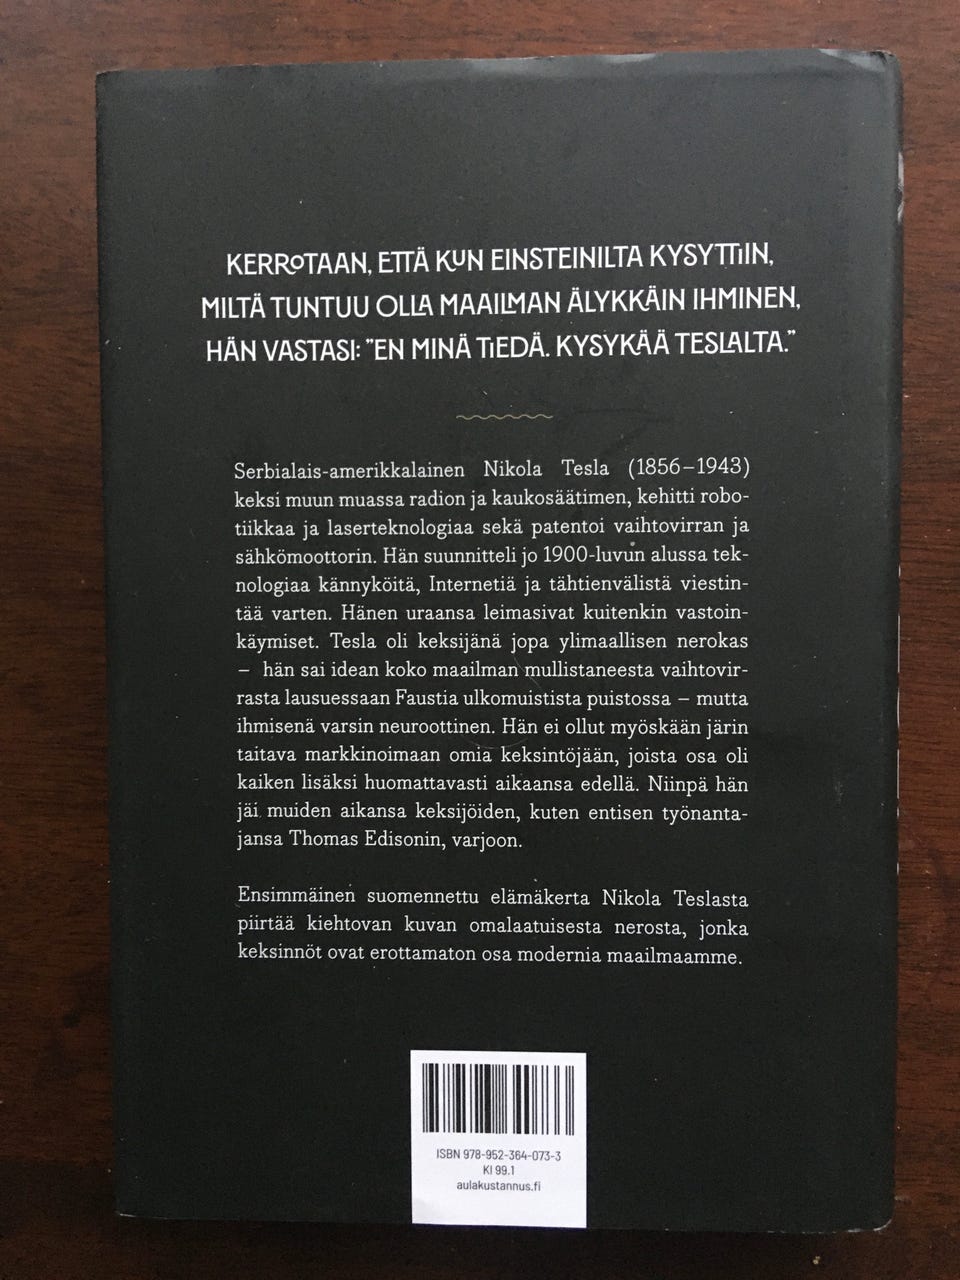 KERROTAAN, ETTÄ KUN EINSTEINILTA KYSYTTIIN,
MILTÄ TUNTUU OLLA MAAILMAN ÄLYKKÄIN IHMINEN,
HÄN VASTASI: ”EN MINÄ TIEDÄ. KYSYKÄÄ TESLALTA.”
Serbialais-amerikkalainen Nikola Tesla (1856–1943)
keksi muun muassa radion ja kaukosäätimen, kehitti robo-
tiikkaa ja laserteknologiaa sekä patentoi vaihtovirran ja
sähkömoottorin. Hän suunnitteli jo 1900-luvun alussa tek-
nologiaa kännyköitä, Internetiä ja tähtienvälistä viestin-
tää varten. Hänen uraansa leimasivat kuitenkin vastoin-
käymiset. Tesla oli keksijänä jopa ylimaallisen nerokas
– hän sai idean koko maailman mullistaneesta vaihtovir-
rasta lausuessaan Faustia ulkomuistista puistossa – mutta
ihmisenä varsin neuroottinen. Hän ei ollut myöskään järin
taitava markkinoimaan omia keksintöjään, joista osa oli
kaiken lisäksi huomattavasti aikaansa edellä. Niinpä hän
jäi muiden aikansa keksijöiden, kuten entisen työnanta-
jansa Thomas Edisonin, varjoon.
Ensimmäinen suomennettu elämäkerta Nikola Teslasta
piirtää kiehtovan kuvan omalaatuisesta nerosta, jonka
keksinnöt ovat erottamaton osa modernia maailmaamme.
ISBN 978-952-364-073-3
Kl 99.1
aulakustannus.fi